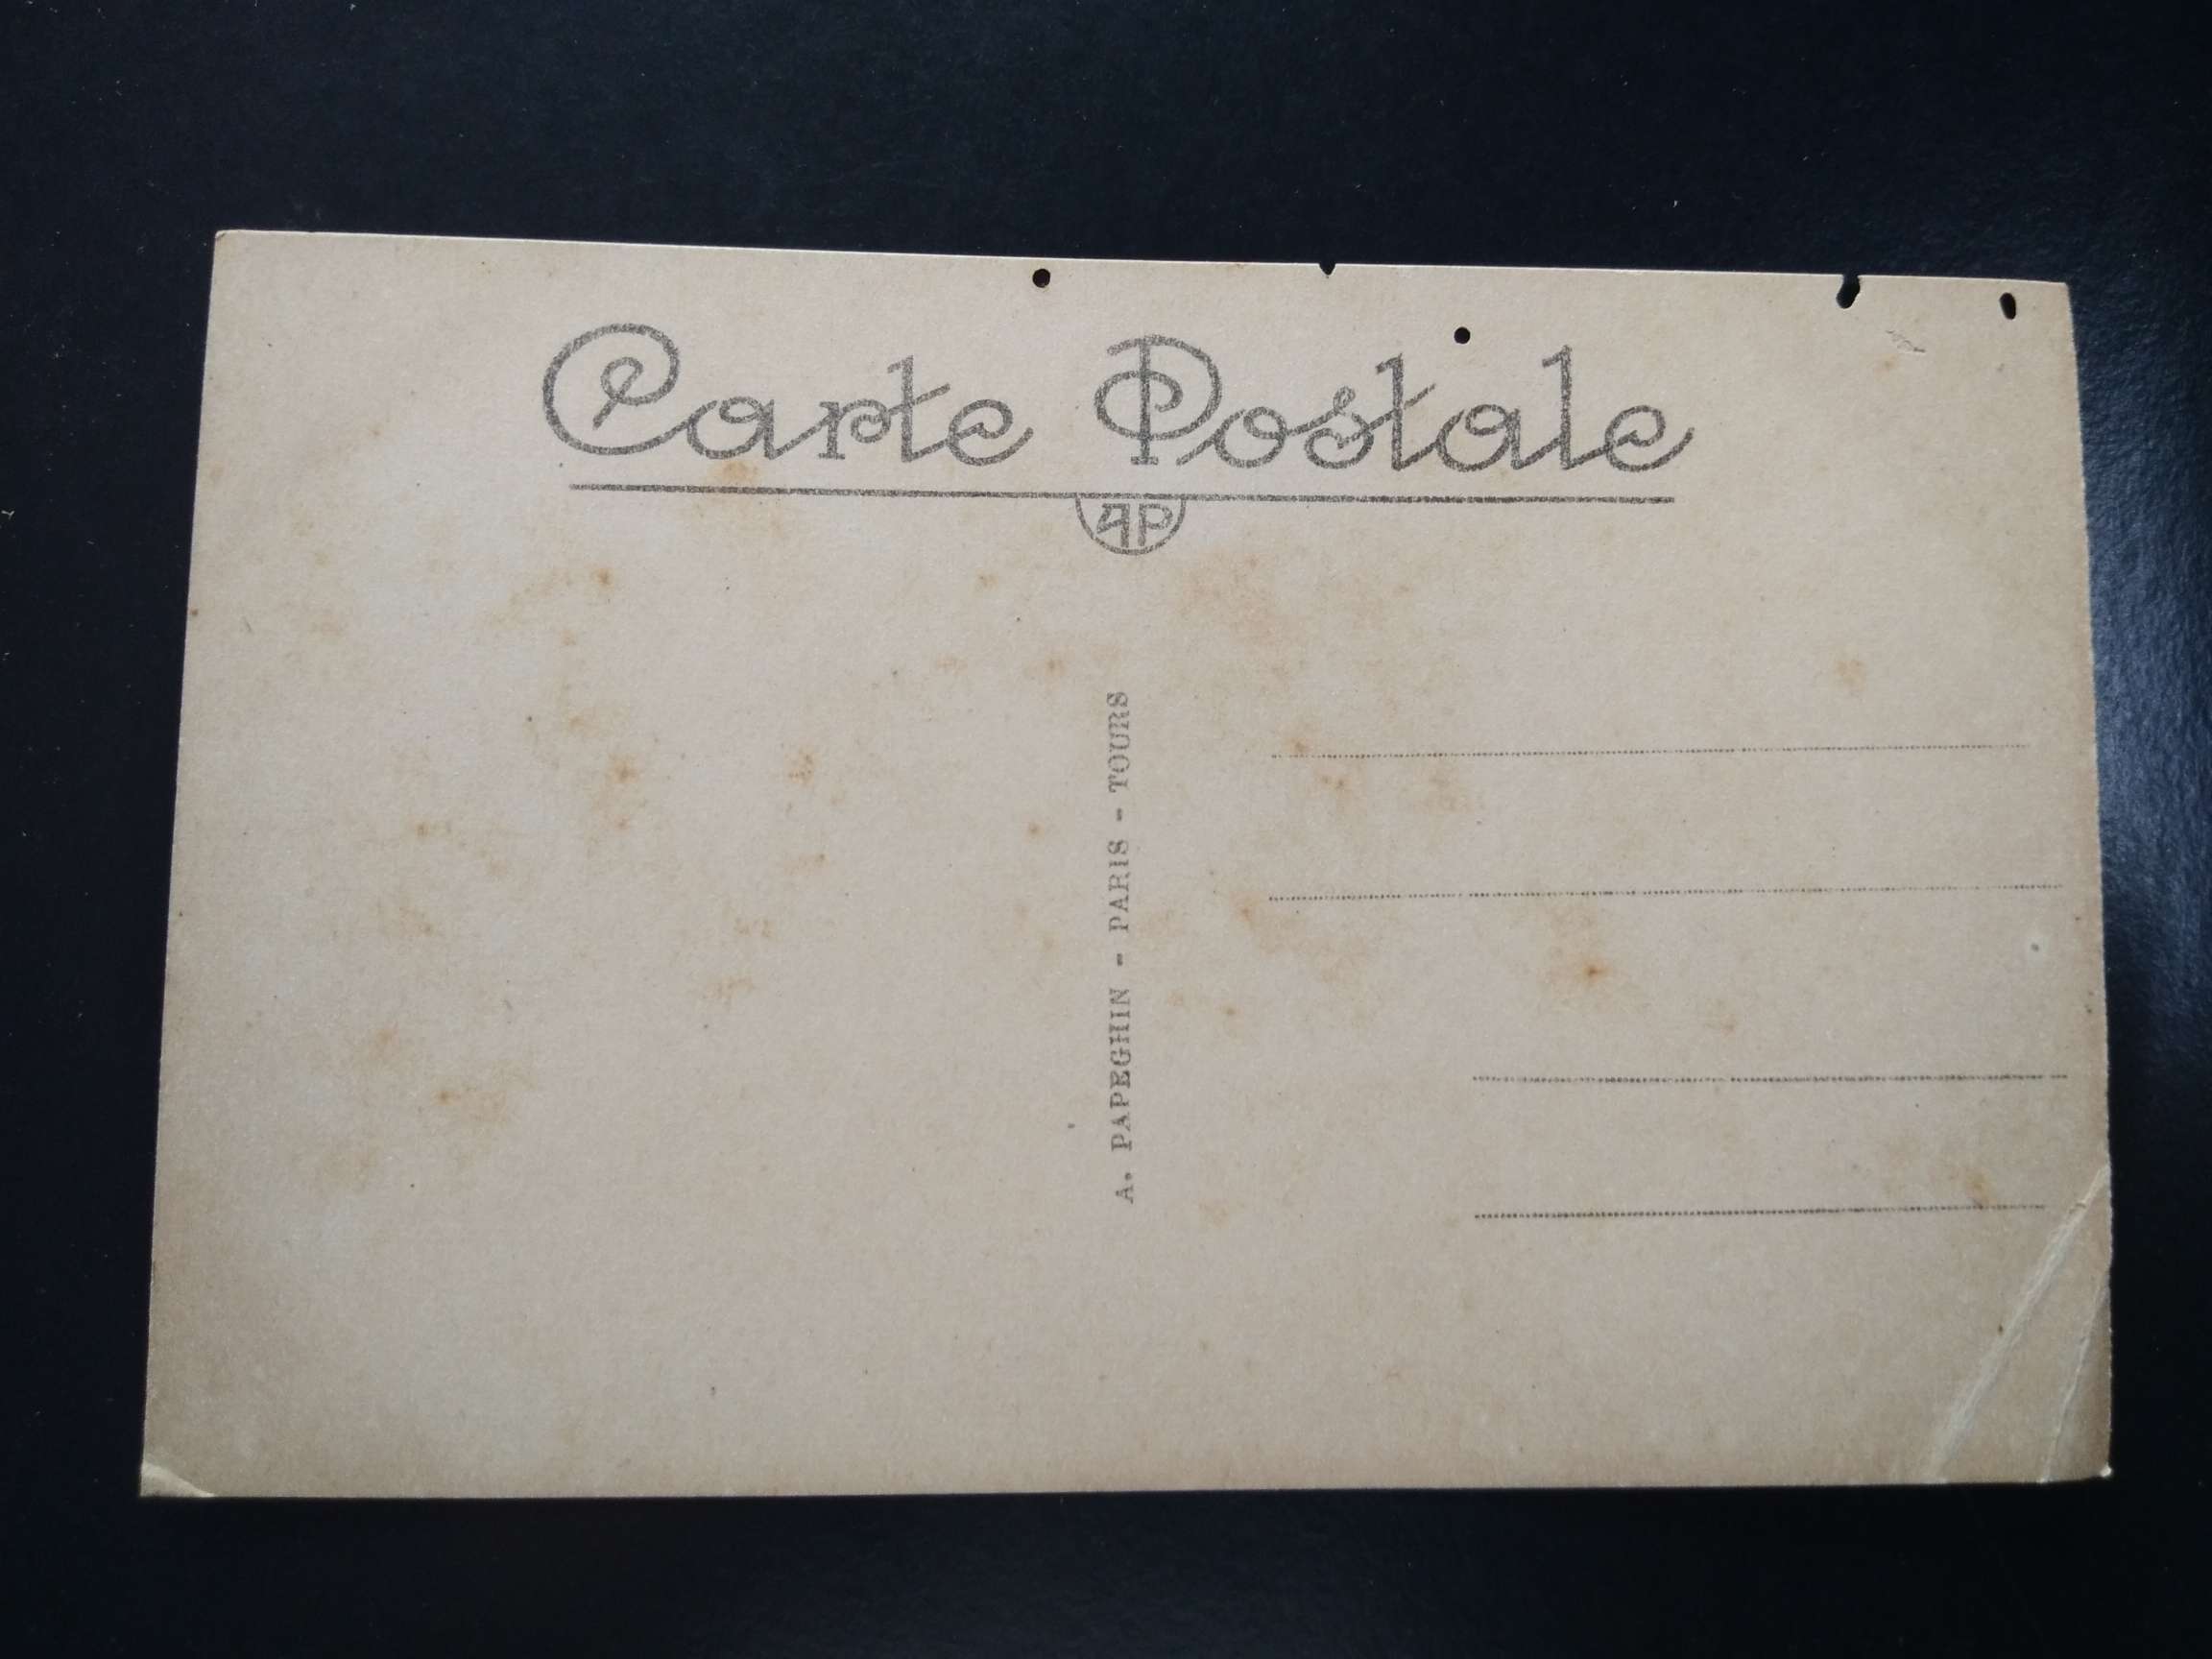 Carte Postale
AP
A. PAPEGHIN - PARIS - TOURS